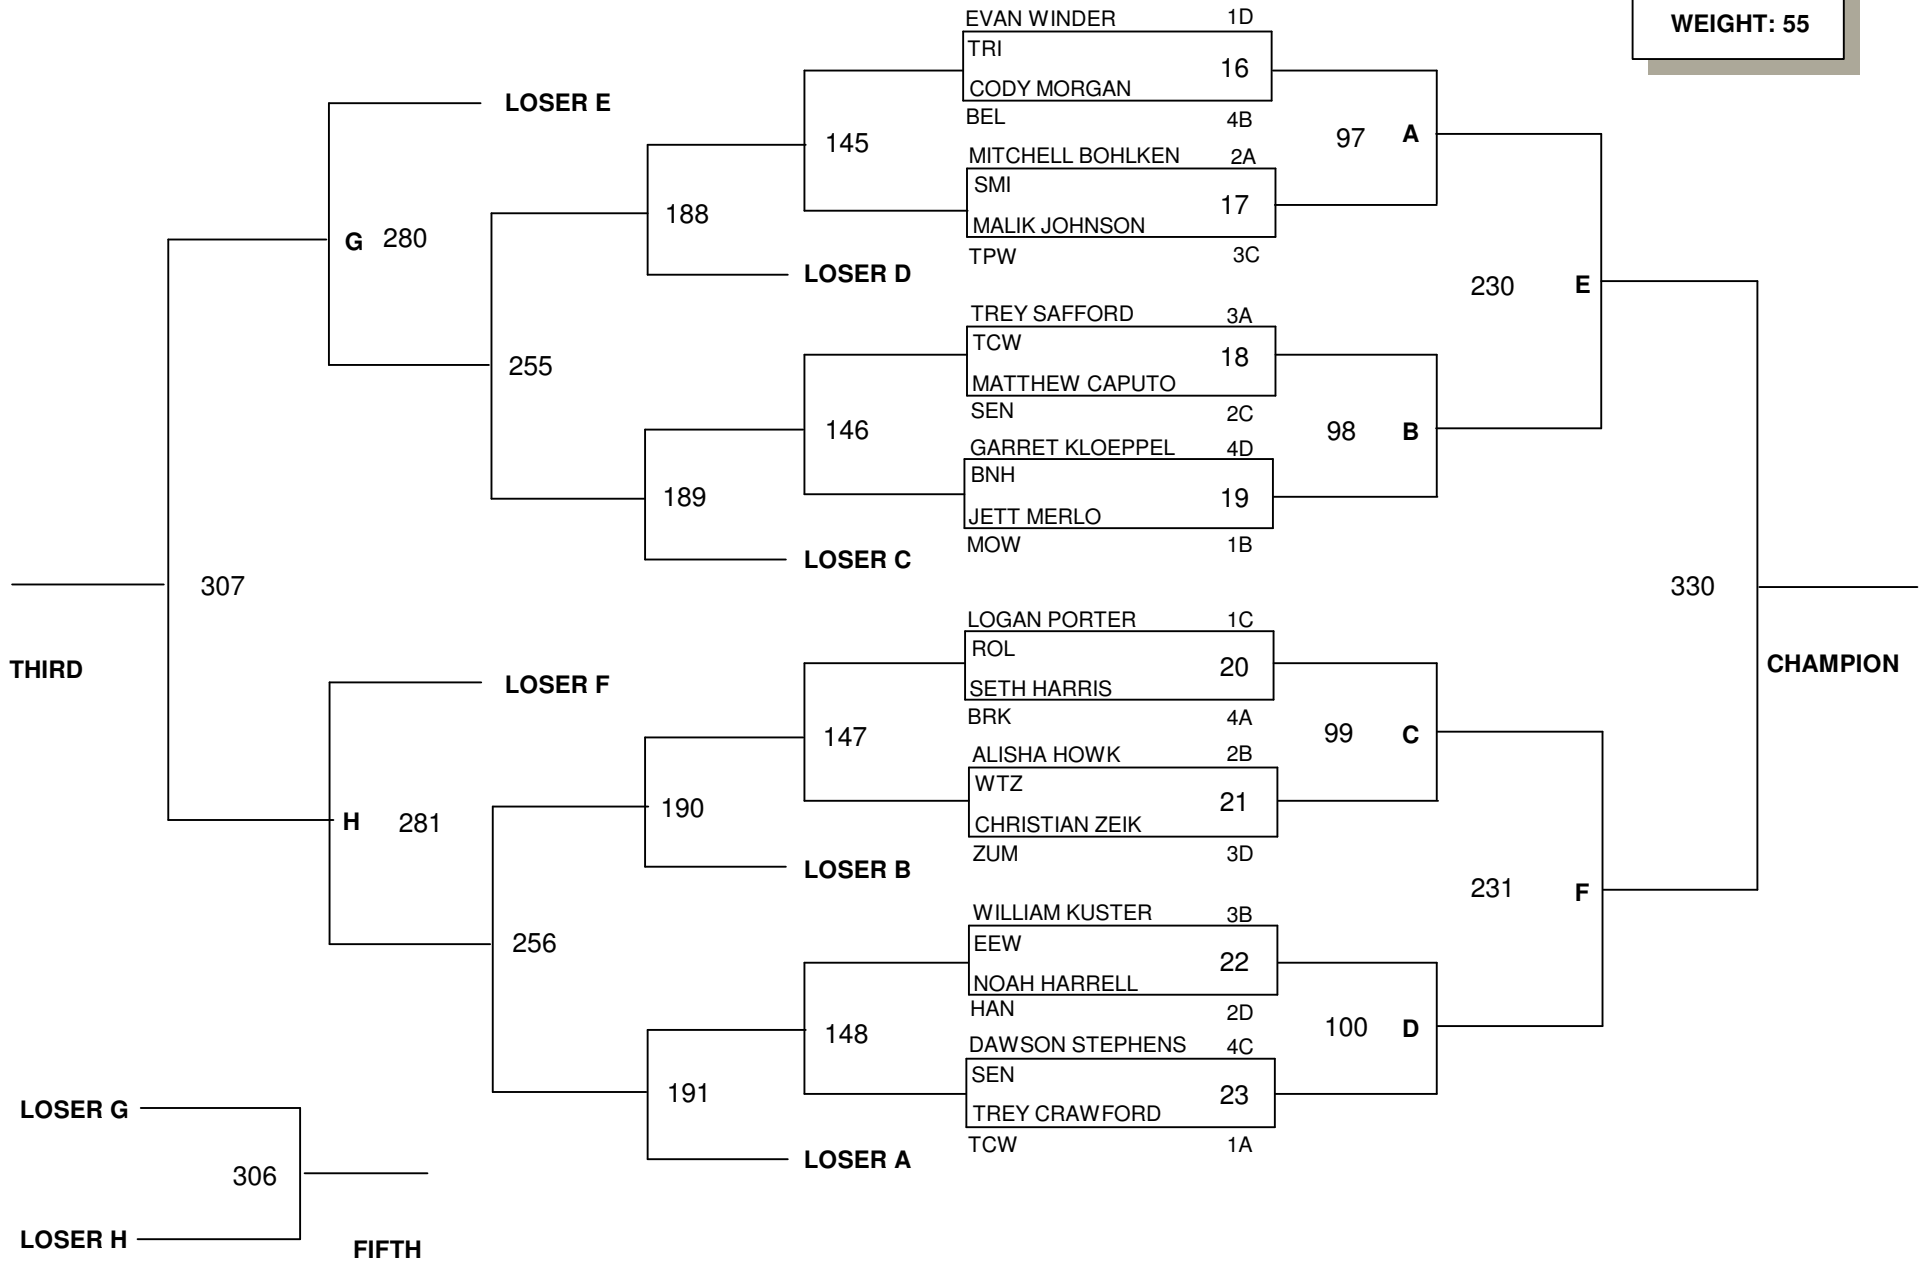 WEIGHT: 55
EVAN WINDER 1D
TRI
16
CODY MORGAN
BEL 4B
MITCHELL BOHLKEN 2A
SMI
17
MALIK JOHNSON
TPW 3C
TREY SAFFORD 3A
TCW
18
MATTHEW CAPUTO
SEN 2C
GARRET KLOEPPEL 4D
BNH
19
JETT MERLO
MOW 1B
LOGAN PORTER 1C
ROL
20
SETH HARRIS
BRK 4A
ALISHA HOWK 2B
WTZ
21
CHRISTIAN ZEIK
ZUM 3D
WILLIAM KUSTER 3B
EEW
22
NOAH HARRELL
HAN 2D
DAWSON STEPHENS 4C
SEN
23
TREY CRAWFORD
TCW 1A
97 A
98 B
99 C
100 D
230 E
231 F
330
CHAMPION
145
146
147
148
188
LOSER D
189
LOSER C
190
LOSER B
191
LOSER A
255
256
LOSER E
G 280
LOSER F
H 281
307
THIRD
LOSER G
306
LOSER H
FIFTH